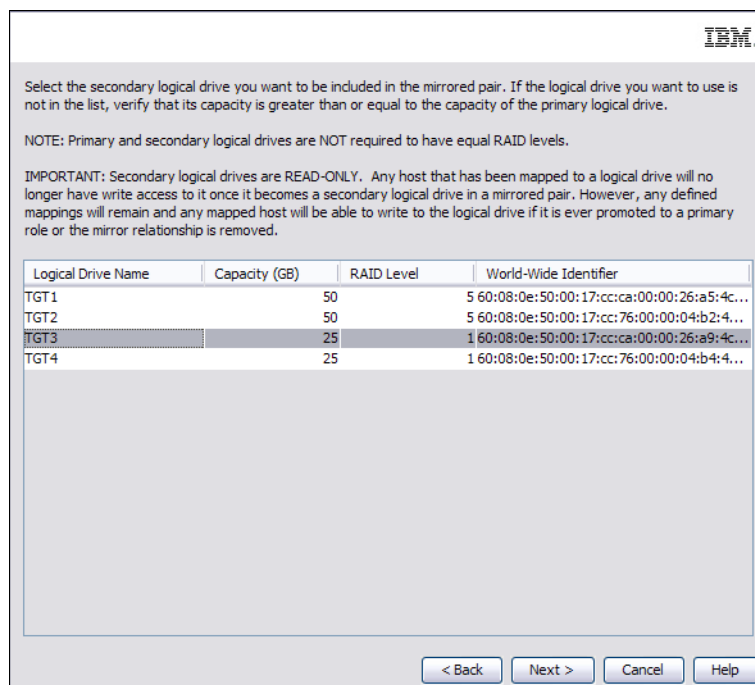 IBM.
Select the secondary logical drive you want to be included in the mirrored pair. If the logical drive you want to use is
not in the list, verify that its capacity is greater than or equal to the capacity of the primary logical drive.
NOTE: Primary and secondary logical drives are NOT required to have equal RAID levels.
IMPORTANT: Secondary logical drives are READ-ONLY. Any host that has been mapped to a logical drive will no
longer have write access to it once it becomes a secondary logical drive in a mirrored pair. However, any defined
mappings will remain and any mapped host will be able to write to the logical drive if it is ever promoted to a primary
role or the mirror relationship is removed.
Logical Drive Name Capacity (GB) RAID Level World-Wide Identifier
TGT1 50 5 60:08:0e:50:00:17:cc:ca:00:00:26:a5:4c...
TGT2 50 5 60:08:0e:50:00:17:cc:76:00:00:04:b2:4...
TGT3 25 1 60:08:0e:50:00:17:cc:ca:00:00:26:a9:4c...
TGT4 25 1 60:08:0e:50:00:17:cc:76:00:00:04:b4:4...
< Back Next > Cancel Help